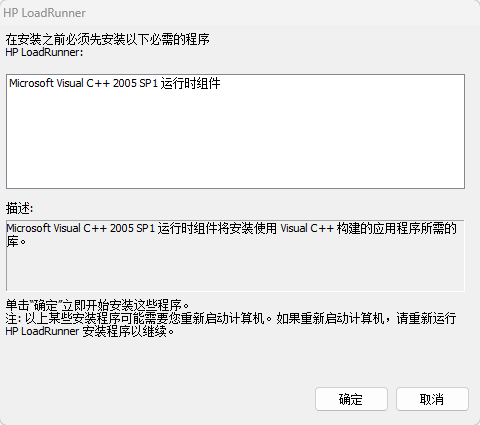 HP LoadRunner
在安装之前必须先安装以下必需的程序
HP LoadRunner:
Microsoft Visual C++ 2005 SP1 运行时组件
描述:
Microsoft Visual C++ 2005 SP1 运行时组件将安装使用 Visual C++ 构建的应用程序所需的
库。
单击“确定”立即开始安装这些程序。
注: 以上某些安装程序可能需要您重新启动计算机。如果重新启动计算机，请重新运行
HP LoadRunner 安装程序以继续。
确定
取消